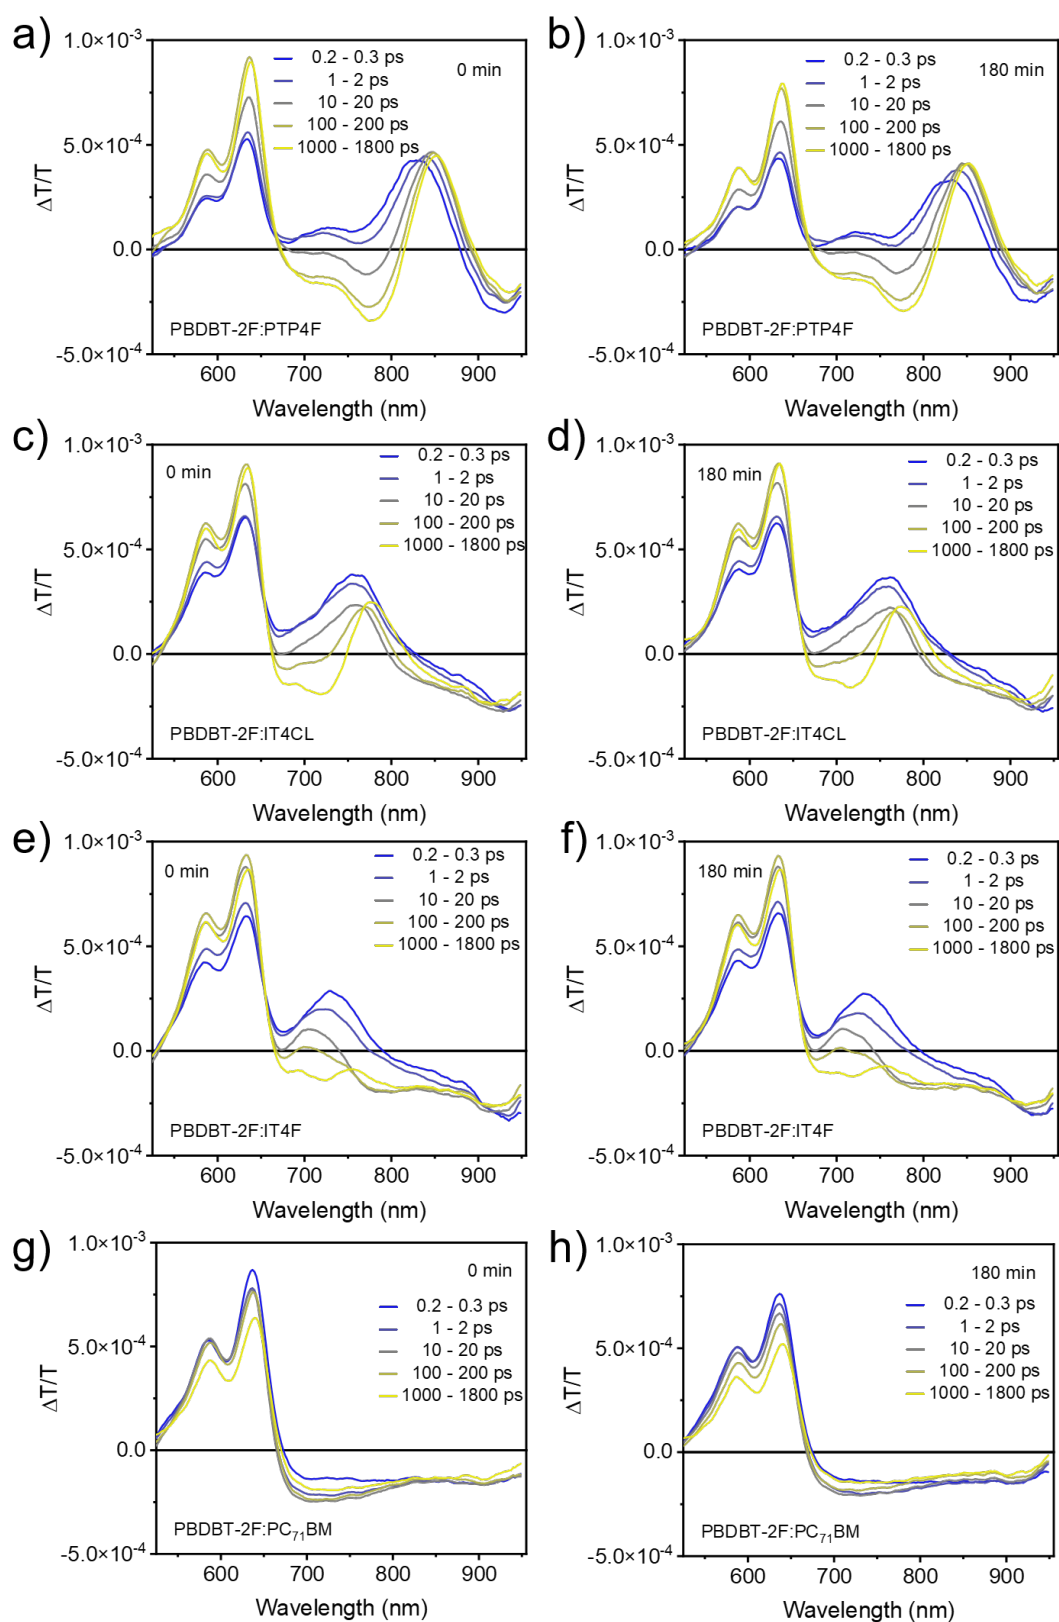 a)
1.0×10⁻³
5.0×10⁻⁴
0.0
-5.0×10⁻⁴
ΔT/T
0.2 - 0.3 ps
1 - 2 ps
10 - 20 ps
100 - 200 ps
1000 - 1800 ps
0 min
PBDBT-2F:PTP4F
600 700 800 900
Wavelength (nm)
b)
1.0×10⁻³
5.0×10⁻⁴
0.0
-5.0×10⁻⁴
ΔT/T
0.2 - 0.3 ps
1 - 2 ps
10 - 20 ps
100 - 200 ps
1000 - 1800 ps
180 min
PBDBT-2F:PTP4F
600 700 800 900
Wavelength (nm)
c)
1.0×10⁻³
5.0×10⁻⁴
0.0
-5.0×10⁻⁴
ΔT/T
0 min
0.2 - 0.3 ps
1 - 2 ps
10 - 20 ps
100 - 200 ps
1000 - 1800 ps
PBDBT-2F:IT4CL
600 700 800 900
Wavelength (nm)
d)
1.0×10⁻³
5.0×10⁻⁴
0.0
-5.0×10⁻⁴
ΔT/T
180 min
0.2 - 0.3 ps
1 - 2 ps
10 - 20 ps
100 - 200 ps
1000 - 1800 ps
PBDBT-2F:IT4CL
600 700 800 900
Wavelength (nm)
e)
1.0×10⁻³
5.0×10⁻⁴
0.0
-5.0×10⁻⁴
ΔT/T
0 min
0.2 - 0.3 ps
1 - 2 ps
10 - 20 ps
100 - 200 ps
1000 - 1800 ps
PBDBT-2F:IT4F
600 700 800 900
Wavelength (nm)
f)
1.0×10⁻³
5.0×10⁻⁴
0.0
-5.0×10⁻⁴
ΔT/T
180 min
0.2 - 0.3 ps
1 - 2 ps
10 - 20 ps
100 - 200 ps
1000 - 1800 ps
PBDBT-2F:IT4F
600 700 800 900
Wavelength (nm)
g)
1.0×10⁻³
5.0×10⁻⁴
0.0
-5.0×10⁻⁴
ΔT/T
0 min
0.2 - 0.3 ps
1 - 2 ps
10 - 20 ps
100 - 200 ps
1000 - 1800 ps
PBDBT-2F:PC₇₁BM
600 700 800 900
Wavelength (nm)
h)
1.0×10⁻³
5.0×10⁻⁴
0.0
-5.0×10⁻⁴
ΔT/T
180 min
0.2 - 0.3 ps
1 - 2 ps
10 - 20 ps
100 - 200 ps
1000 - 1800 ps
PBDBT-2F:PC₇₁BM
600 700 800 900
Wavelength (nm)